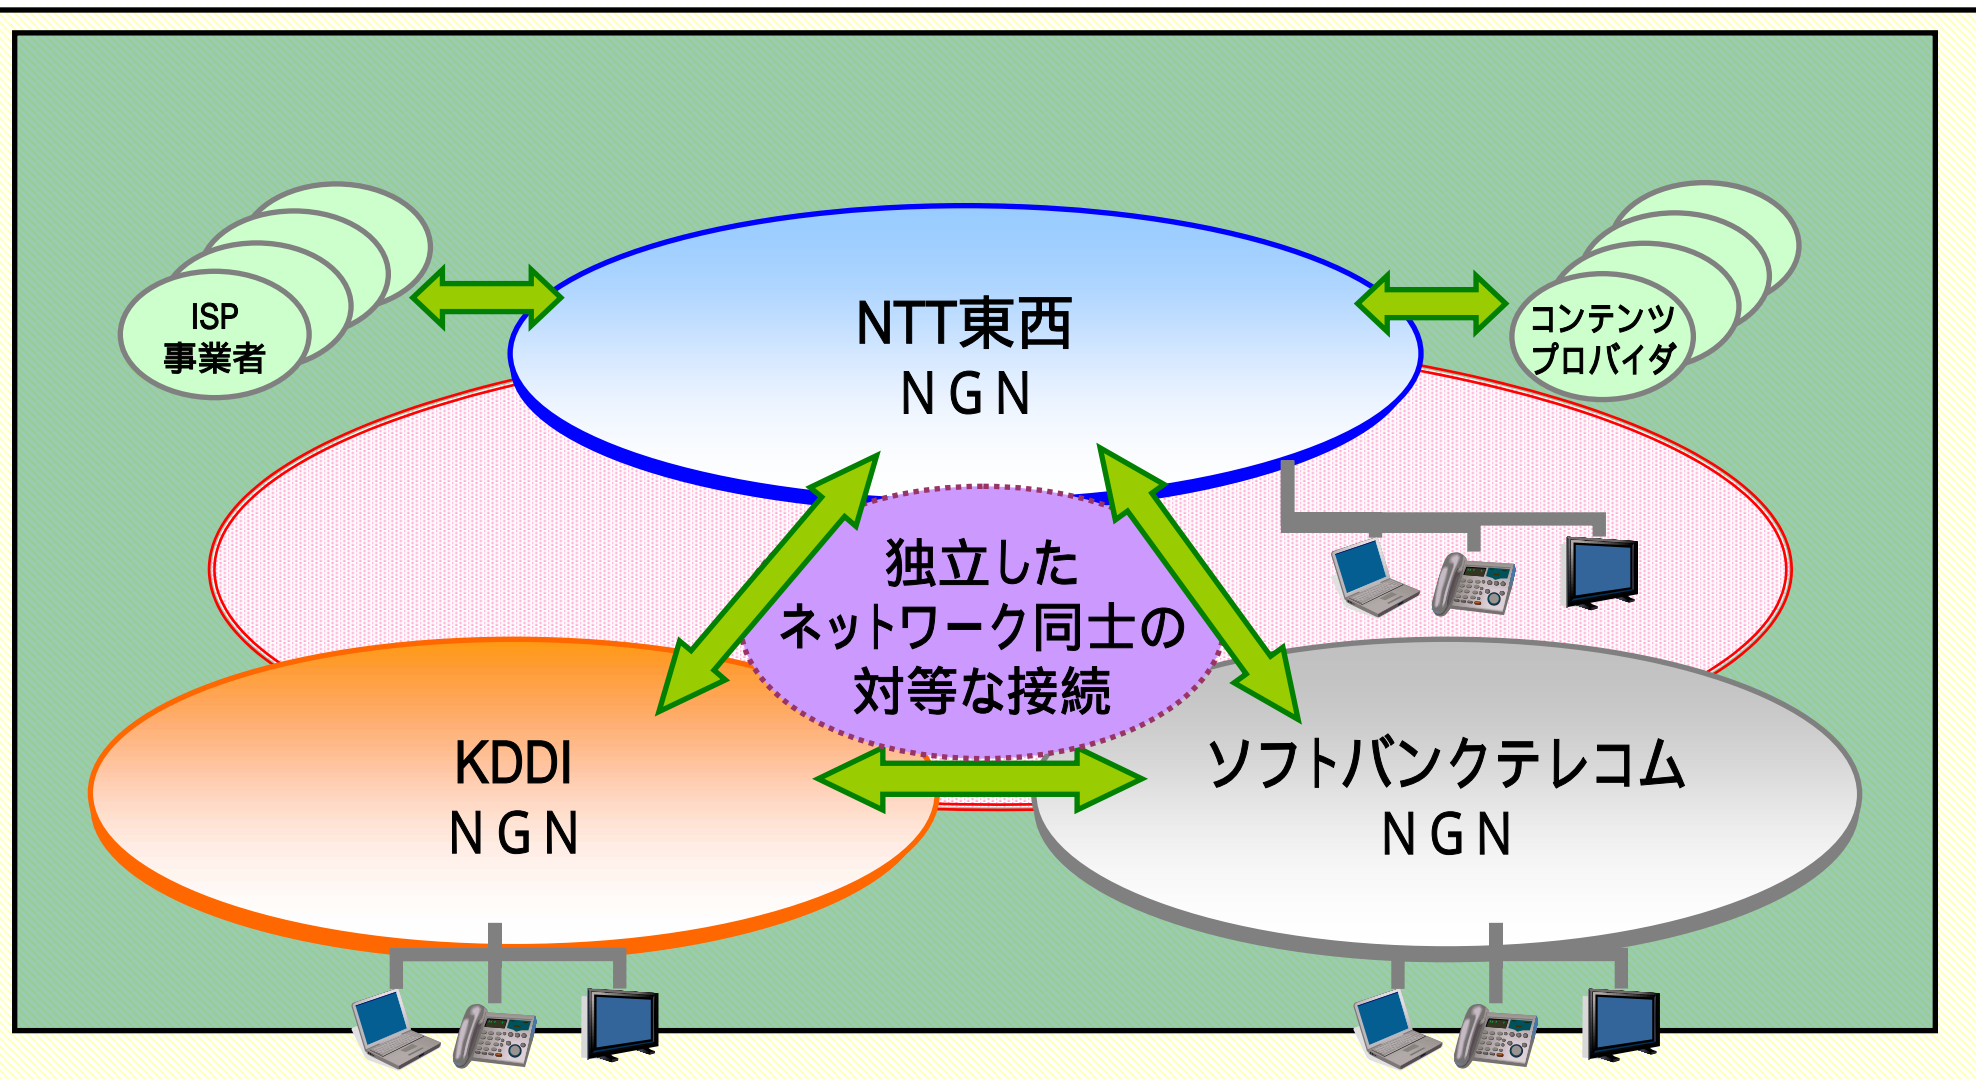 ISP
事業者
NTT東西
NGN
コンテンツ
プロバイダ
独立した
ネットワーク同士の
対等な接続
KDDI
NGN
ソフトバンクテレコム
NGN